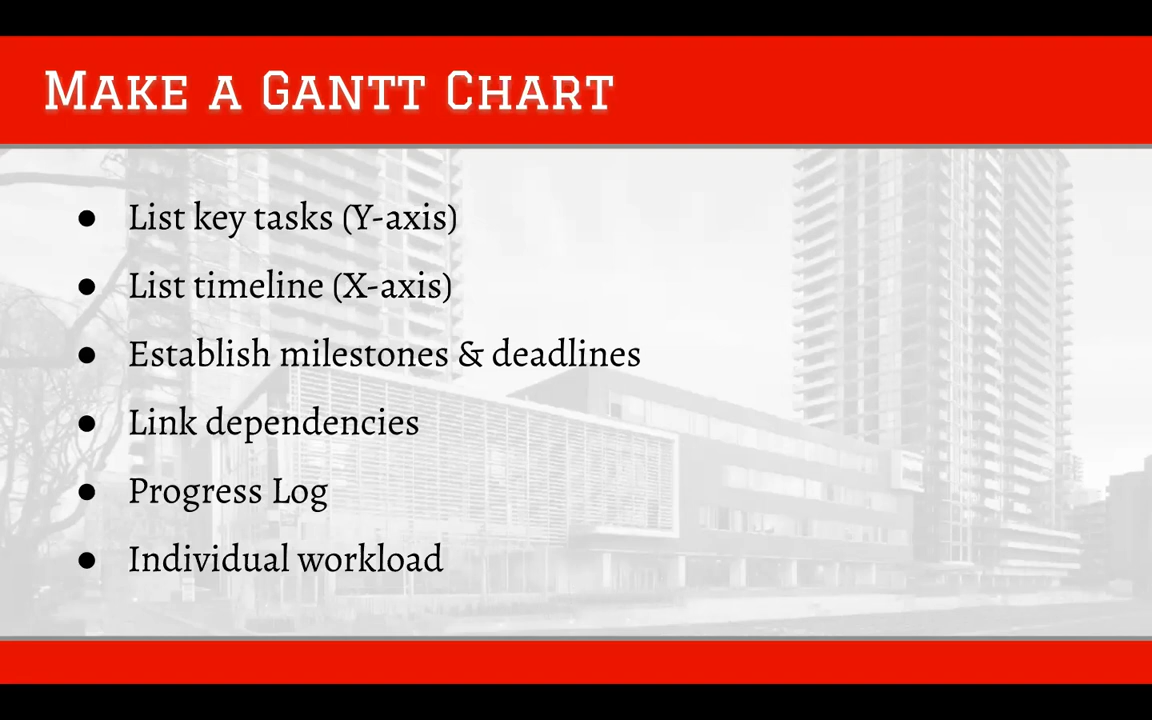 Make a Gantt Chart
● List key tasks (Y-axis)
● List timeline (X-axis)
● Establish milestones & deadlines
● Link dependencies
● Progress Log
● Individual workload